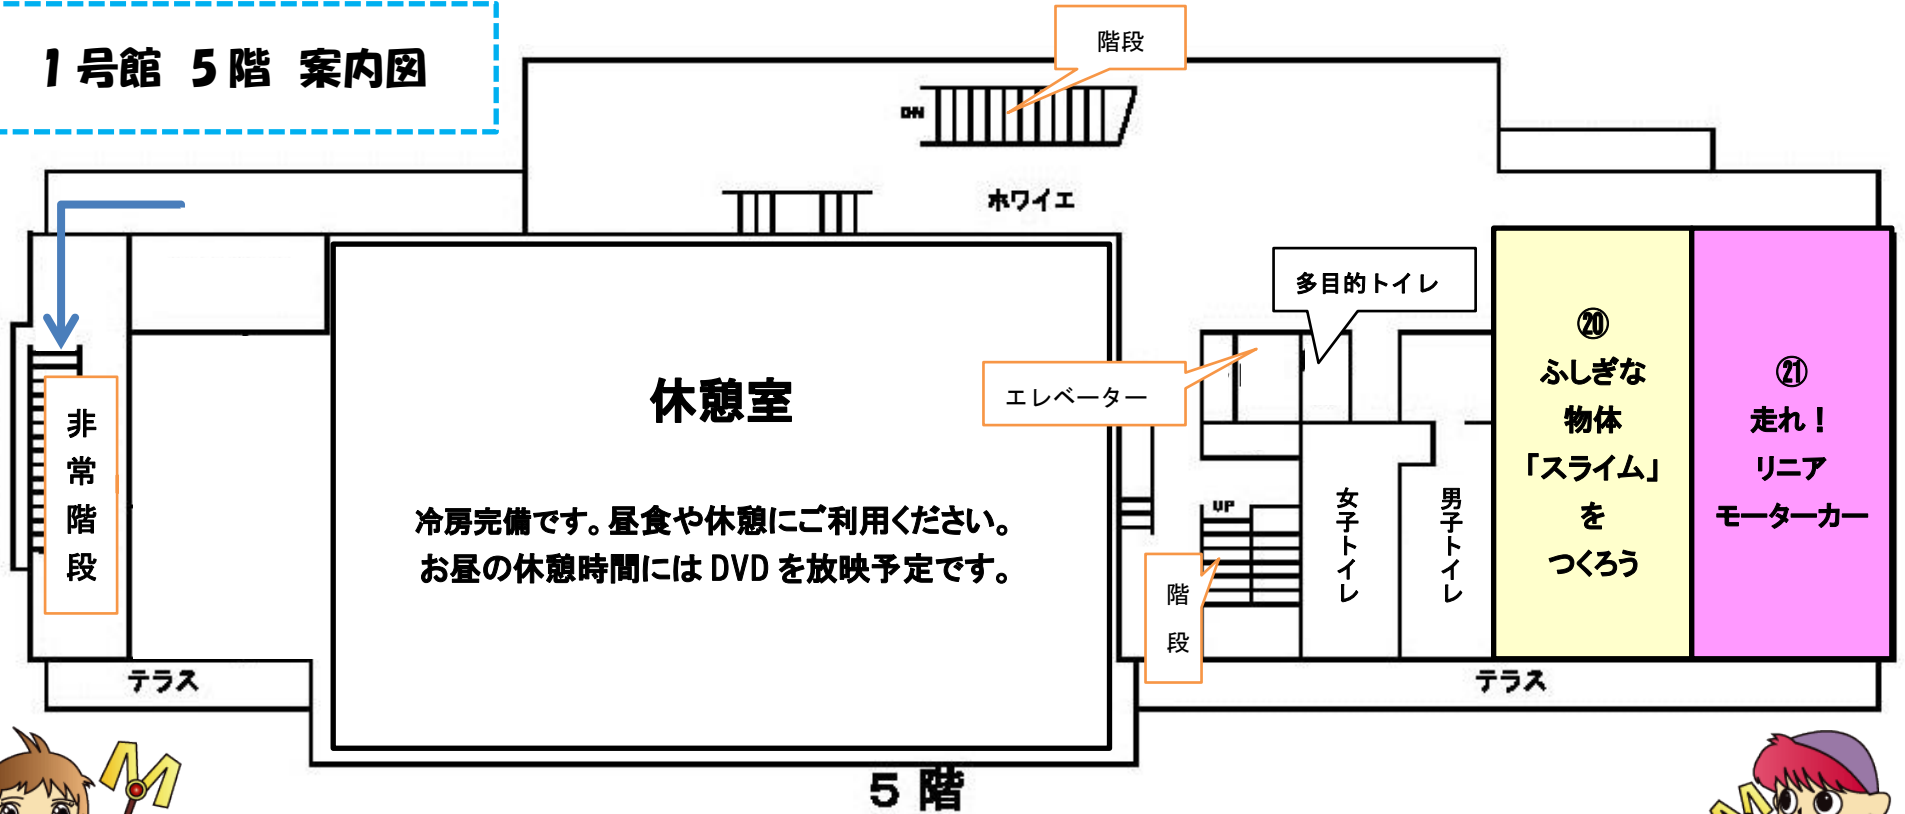 1号館 5階 案内図
階段
DN
ホワイエ
多目的トイレ
エレベーター
休憩室
冷房完備です。昼食や休憩にご利用ください。
お昼の休憩時間には DVD を放映予定です。
非常階段
UP
階段
女子トイレ
男子トイレ
⑳
ふしぎな
物体
「スライム」
を
つくろう
㉑
走れ！
リニア
モーターカー
テラス
テラス
5 階
M
M